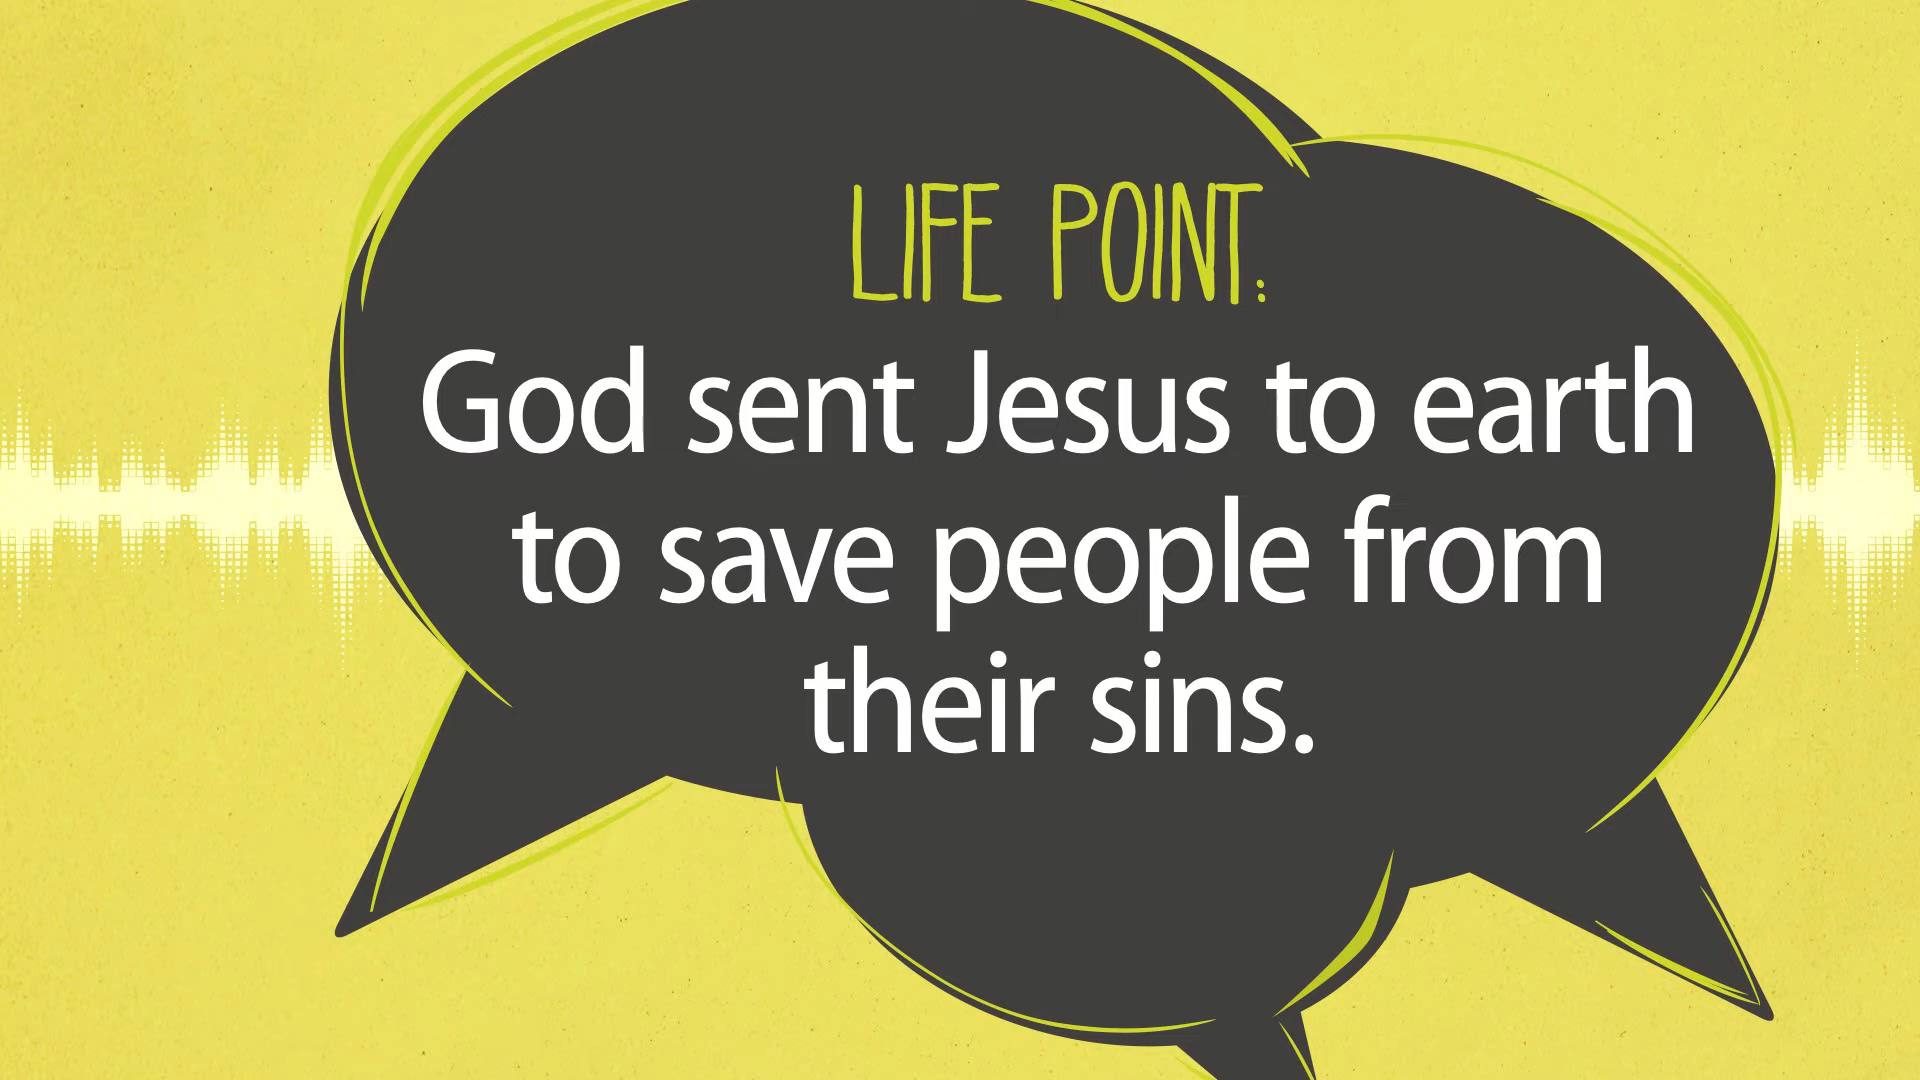 LIFE POINT:
God sent Jesus to earth
to save people from
their sins.